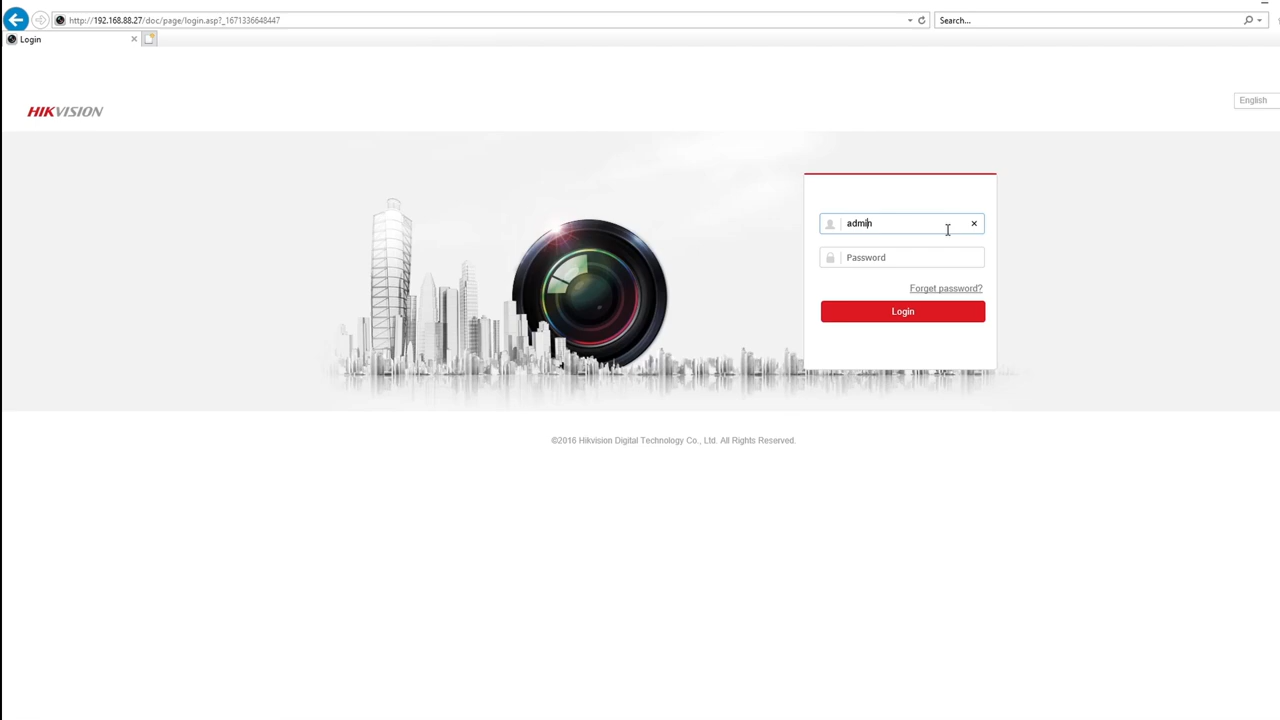 http://192.168.88.27/doc/page/login.asp?_1671336648447
Search...
Login
HIKVISION
English
admin
Password
Forget password?
Login
©2016 Hikvision Digital Technology Co., Ltd. All Rights Reserved.